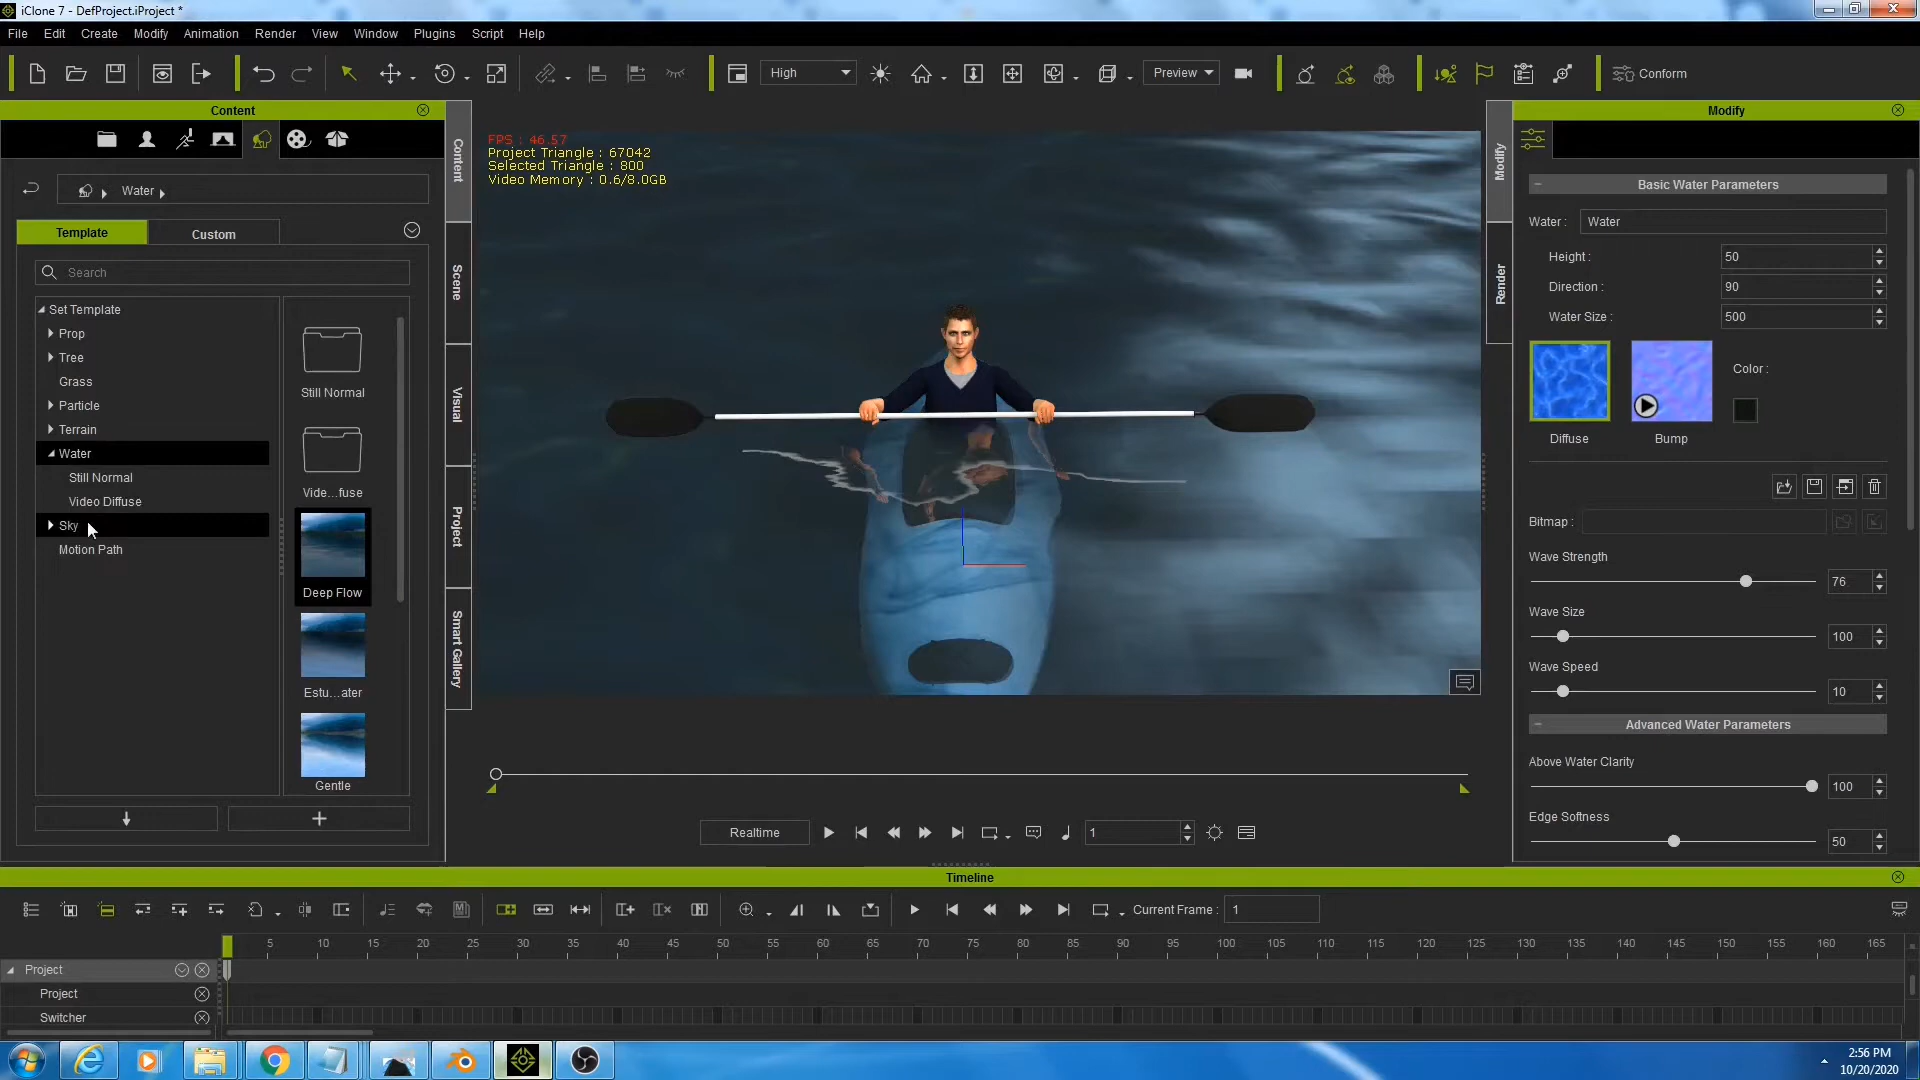 iClone 7 - DefProject.iProject *
File Edit Create Modify Animation Render View Window Plugins Script Help
High
Preview
Conform
Content
Modify
Water
Template
Custom
Search
Set Template
Prop
Tree
Grass
Particle
Terrain
Water
Still Normal
Video Diffuse
Sky
Motion Path
Still Normal
Vide...fuse
Deep Flow
Estu...ater
Gentle
Content
Scene
Visual
Project
Smart Gallery
FPS : 46.57
Project Triangle : 67042
Selected Triangle : 800
Video Memory : 0.6/8.0GB
Modify
Render
Basic Water Parameters
Water : Water
Height : 50
Direction : 90
Water Size : 500
Color :
Diffuse
Bump
Bitmap :
Wave Strength
76
Wave Size
100
Wave Speed
10
Advanced Water Parameters
Above Water Clarity
100
Edge Softness
50
Realtime
1
Timeline
Current Frame : 1
5 10 15 20 25 30 35 40 45 50 55 60 65 70 75 80 85 90 95 100 105 110 115 120 125 130 135 140 145 150 155 160 165
Project
Project
Switcher
2:56 PM
10/20/2020